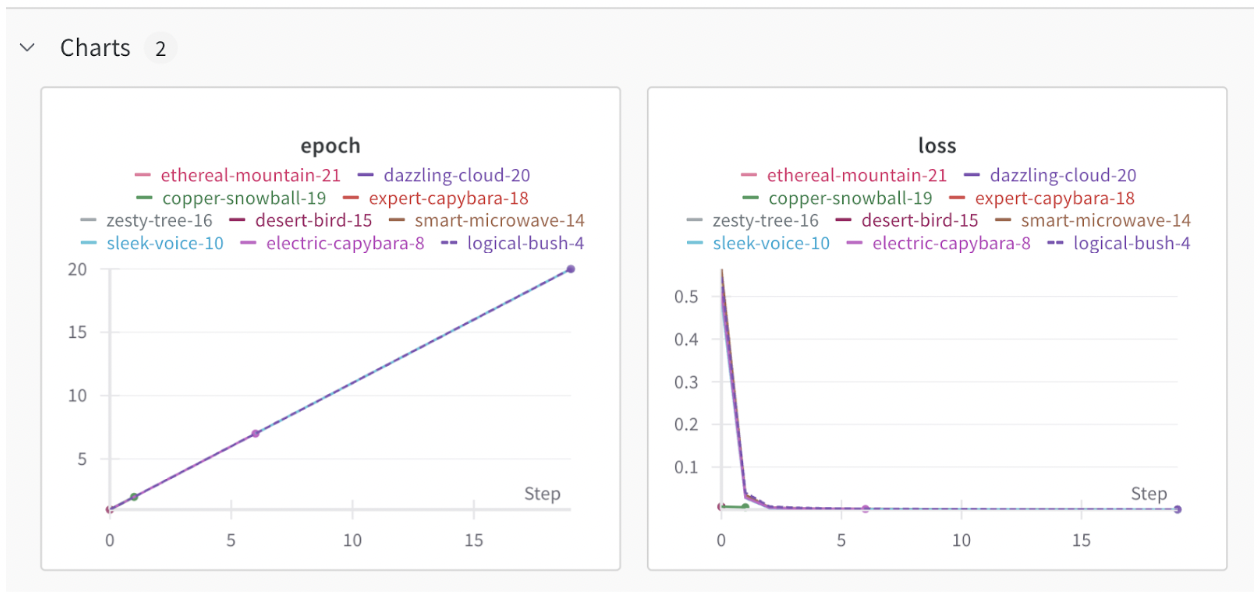 Charts 2
epoch
ethereal-mountain-21 dazzling-cloud-20
copper-snowball-19 expert-capybara-18
zesty-tree-16 desert-bird-15 smart-microwave-14
sleek-voice-10 electric-capybara-8 logical-bush-4
20
15
10
5
Step
0 5 10 15
loss
ethereal-mountain-21 dazzling-cloud-20
copper-snowball-19 expert-capybara-18
zesty-tree-16 desert-bird-15 smart-microwave-14
sleek-voice-10 electric-capybara-8 logical-bush-4
0.5
0.4
0.3
0.2
0.1
Step
0 5 10 15